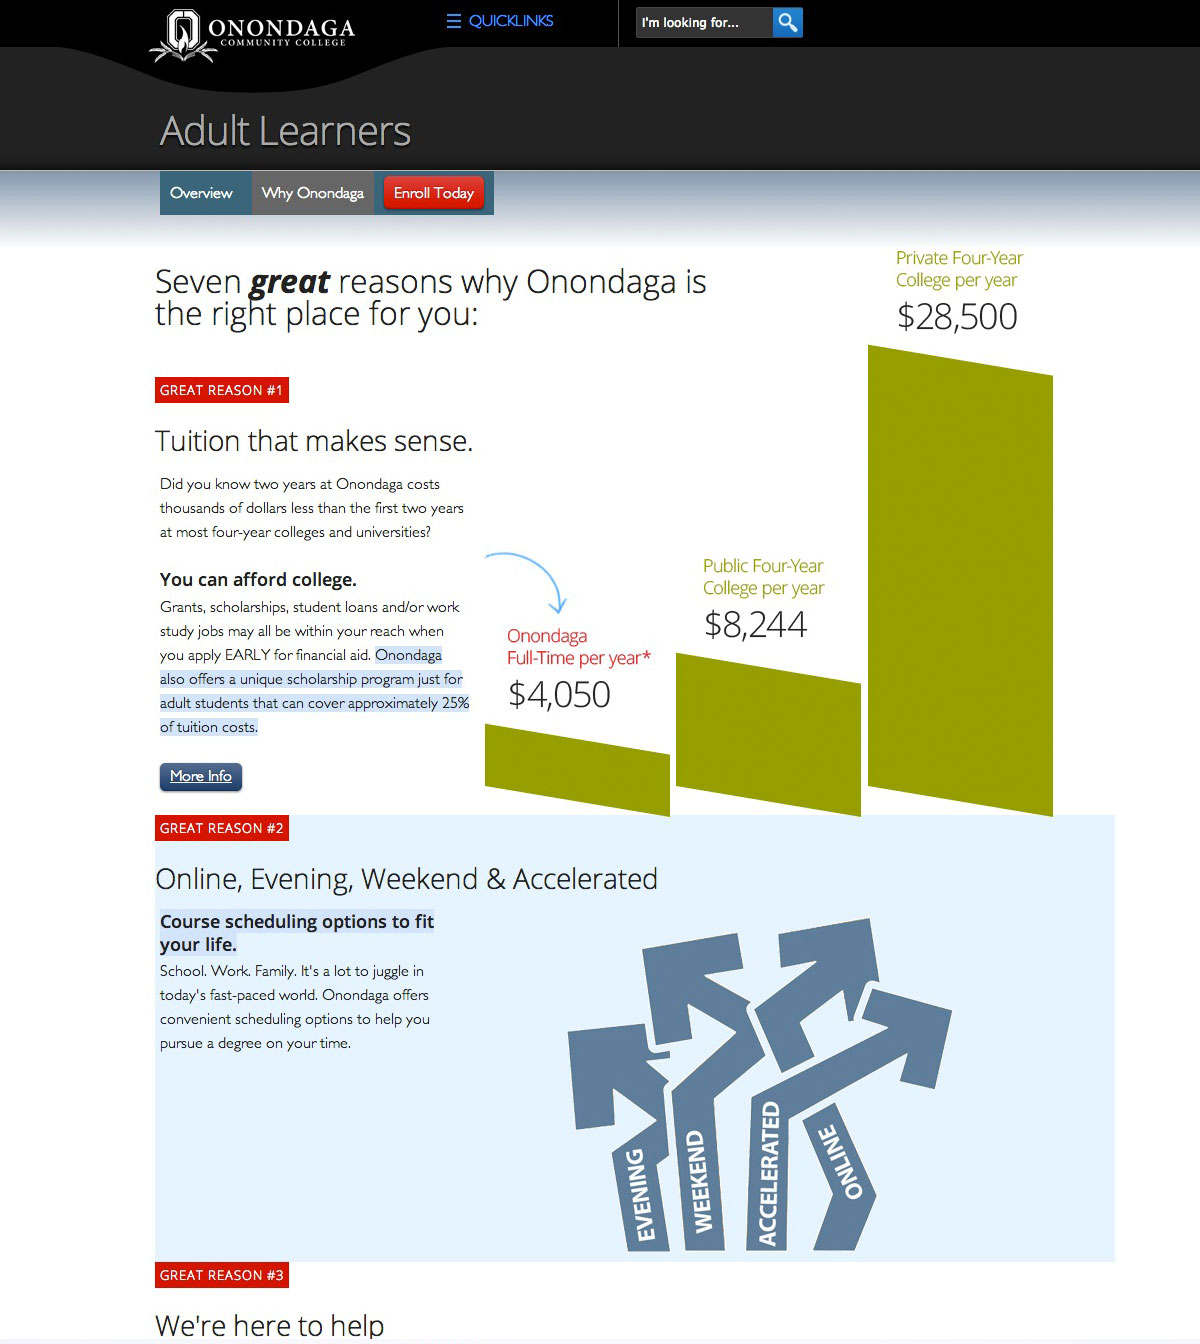 ONONDAGA
COMMUNITY COLLEGE
☰ QUICKLINKS
I'm looking for...
Adult Learners
Overview
Why Onondaga
Enroll Today
Seven great reasons why Onondaga is
the right place for you:
GREAT REASON #1
Tuition that makes sense.
Did you know two years at Onondaga costs
thousands of dollars less than the first two years
at most four-year colleges and universities?
You can afford college.
Grants, scholarships, student loans and/or work
study jobs may all be within your reach when
you apply EARLY for financial aid. Onondaga
also offers a unique scholarship program just for
adult students that can cover approximately 25%
of tuition costs.
More Info
Onondaga
Full-Time per year*
$4,050
Public Four-Year
College per year
$8,244
Private Four-Year
College per year
$28,500
GREAT REASON #2
Online, Evening, Weekend & Accelerated
Course scheduling options to fit
your life.
School. Work. Family. It's a lot to juggle in
today's fast-paced world. Onondaga offers
convenient scheduling options to help you
pursue a degree on your time.
EVENING
WEEKEND
ACCELERATED
ONLINE
GREAT REASON #3
We're here to help